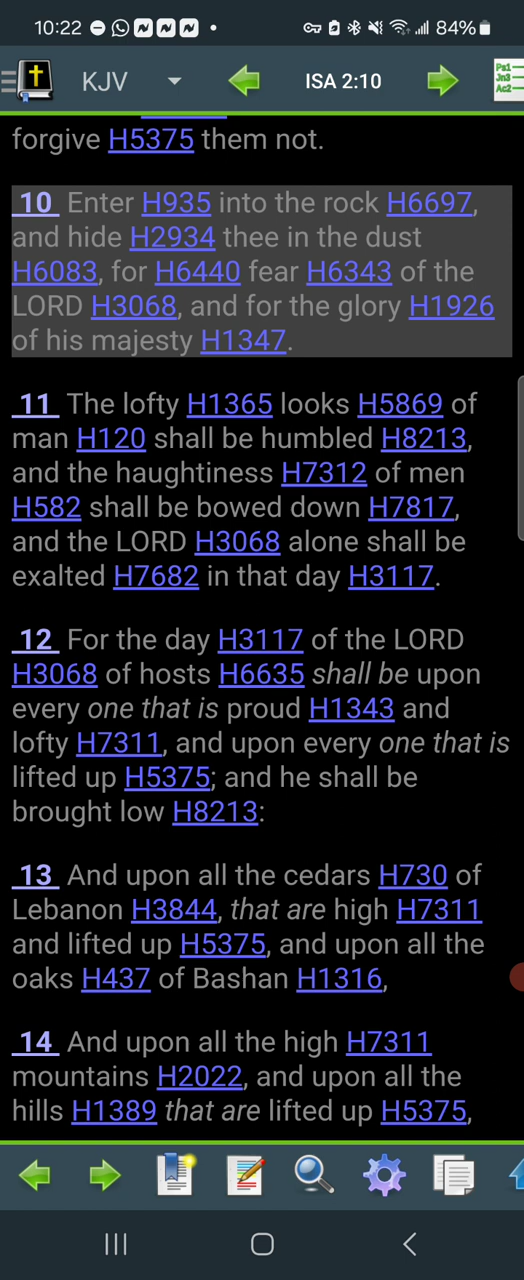 10:22 84%
KJV ISA 2:10 Ps1 Jn3 Ac2
forgive H5375 them not.
10 Enter H935 into the rock H6697,
and hide H2934 thee in the dust
H6083, for H6440 fear H6343 of the
LORD H3068, and for the glory H1926
of his majesty H1347.
11 The lofty H1365 looks H5869 of
man H120 shall be humbled H8213,
and the haughtiness H7312 of men
H582 shall be bowed down H7817,
and the LORD H3068 alone shall be
exalted H7682 in that day H3117.
12 For the day H3117 of the LORD
H3068 of hosts H6635 shall be upon
every one that is proud H1343 and
lofty H7311, and upon every one that is
lifted up H5375; and he shall be
brought low H8213:
13 And upon all the cedars H730 of
Lebanon H3844, that are high H7311
and lifted up H5375, and upon all the
oaks H437 of Bashan H1316,
14 And upon all the high H7311
mountains H2022, and upon all the
hills H1389 that are lifted up H5375,